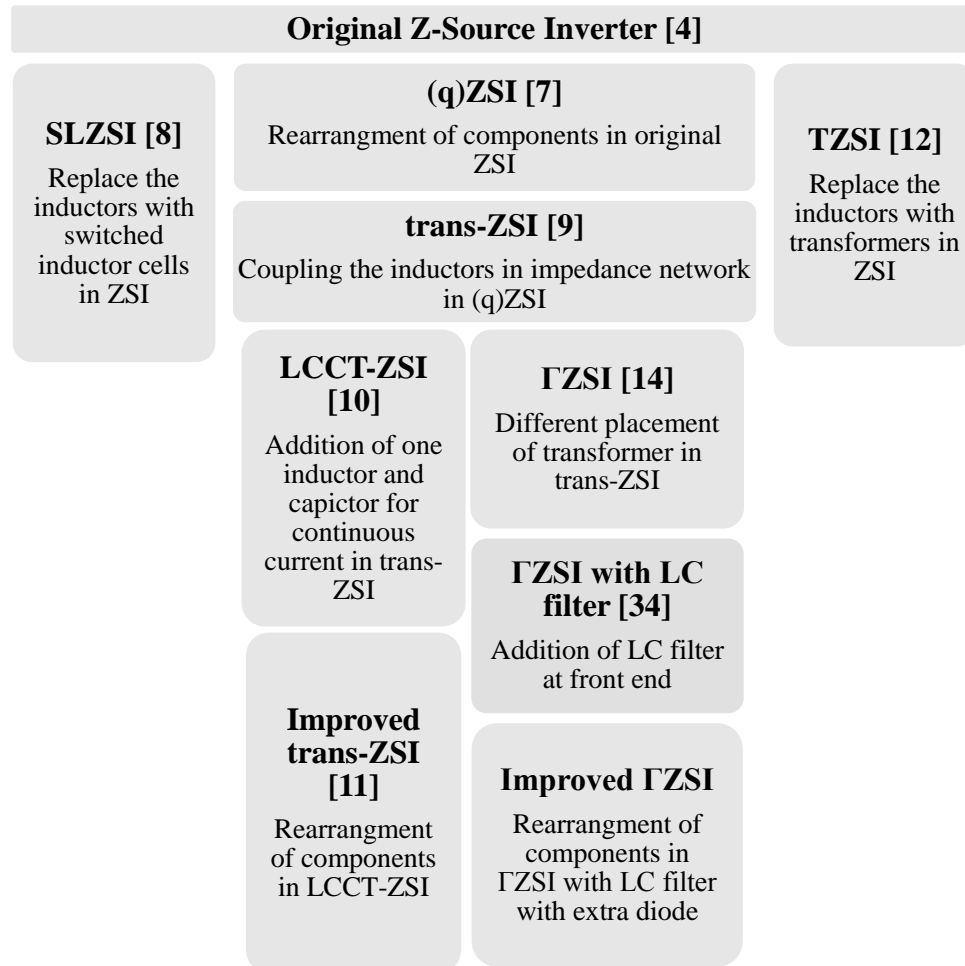 Original Z-Source Inverter [4]
SLZSI [8]
Replace the
inductors with
switched
inductor cells
in ZSI
(q)ZSI [7]
Rearrangment of components in original
ZSI
trans-ZSI [9]
Coupling the inductors in impedance network
in (q)ZSI
TZSI [12]
Replace the
inductors with
transformers in
ZSI
LCCT-ZSI
[10]
Addition of one
inductor and
capictor for
continuous
current in trans-
ZSI
ΓZSI [14]
Different placement
of transformer in
trans-ZSI
ΓZSI with LC
filter [34]
Addition of LC filter
at front end
Improved
trans-ZSI
[11]
Rearrangment
of components
in LCCT-ZSI
Improved ΓZSI
Rearrangment of
components in
ΓZSI with LC filter
with extra diode